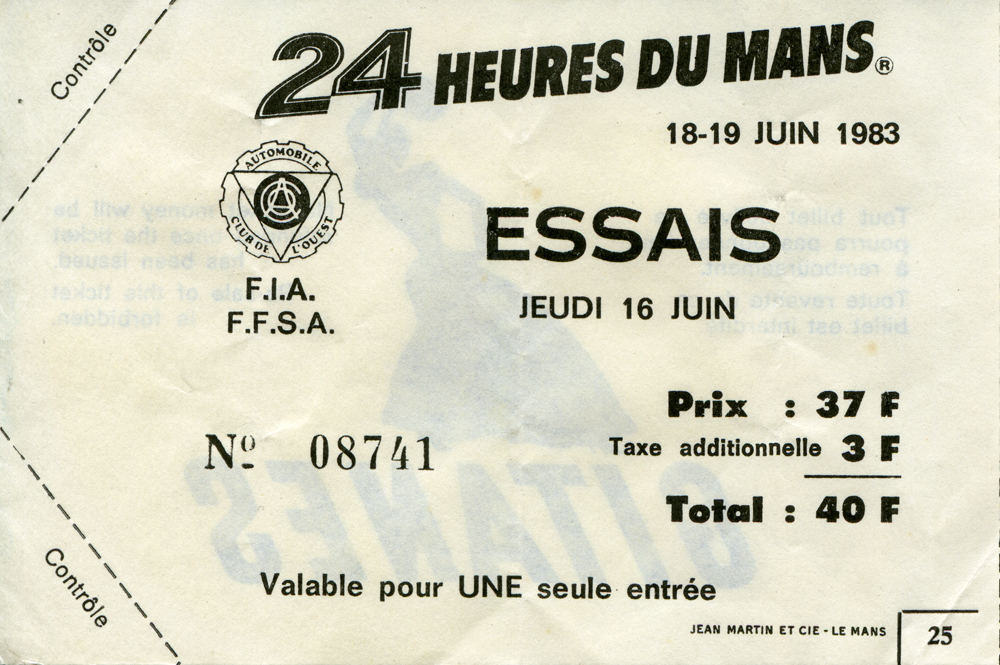 Contrôle
24 HEURES DU MANS®
18-19 JUIN 1983
AUTOMOBILE
CLUB DE L'OUEST
ESSAIS
F.I.A.
F.F.S.A.
JEUDI 16 JUIN
Prix : 37 F
Taxe additionnelle 3 F
Nº 08741
Total : 40 F
Contrôle
Valable pour UNE seule entrée
JEAN MARTIN ET CIE - LE MANS
25
GITANES